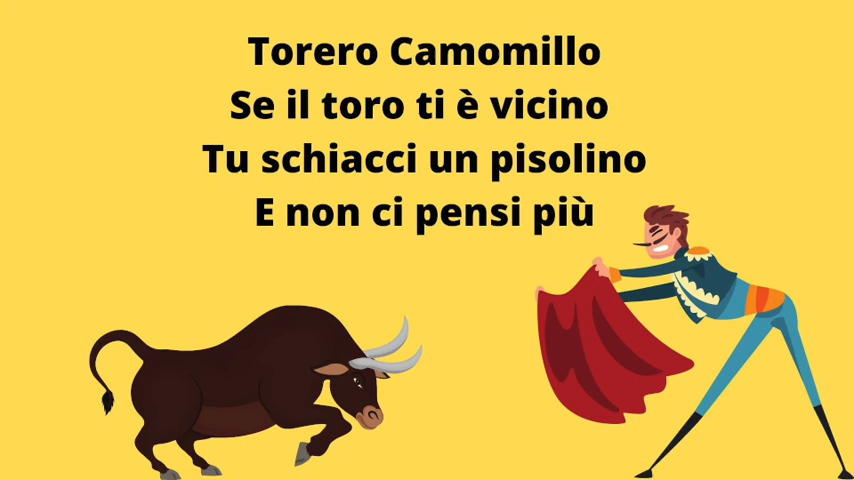 Torero Camomillo
Se il toro ti è vicino
Tu schiacci un pisolino
E non ci pensi più